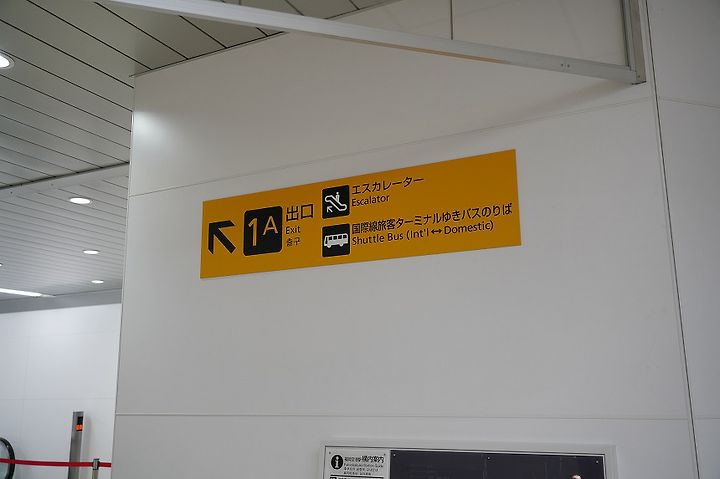 1A
出口
Exit
출구
エスカレーター
Escalator
国際線旅客ターミナルゆきバスのりば
Shuttle Bus (Int'l ↔ Domestic)
構内案内